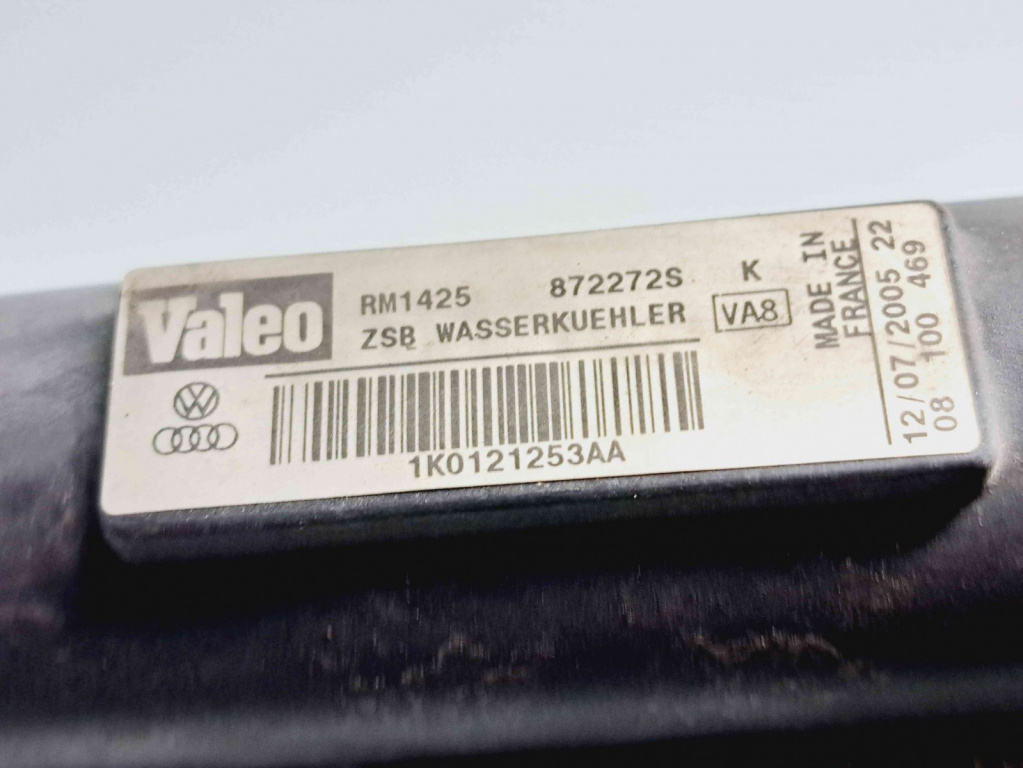 Valeo
RM1425 872272S K
ZSB WASSERKUEHLER VA8
1K0121253AA
MADE IN
FRANCE
12/07/2005 22
08 100 469